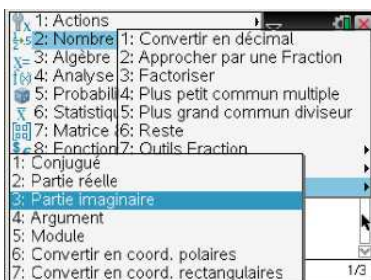 1: Actions
2: Nombre
3: Algèbre
4: Analyse
5: Probabili
6: Statistiq
7: Matrice
8: Fonction
1: Convertir en décimal
2: Approcher par une Fraction
3: Factoriser
4: Plus petit commun multiple
5: Plus grand commun diviseur
6: Reste
7: Outils Fraction
1: Conjugué
2: Partie réelle
3: Partie imaginaire
4: Argument
5: Module
6: Convertir en coord. polaires
7: Convertir en coord. rectangulaires
1/3